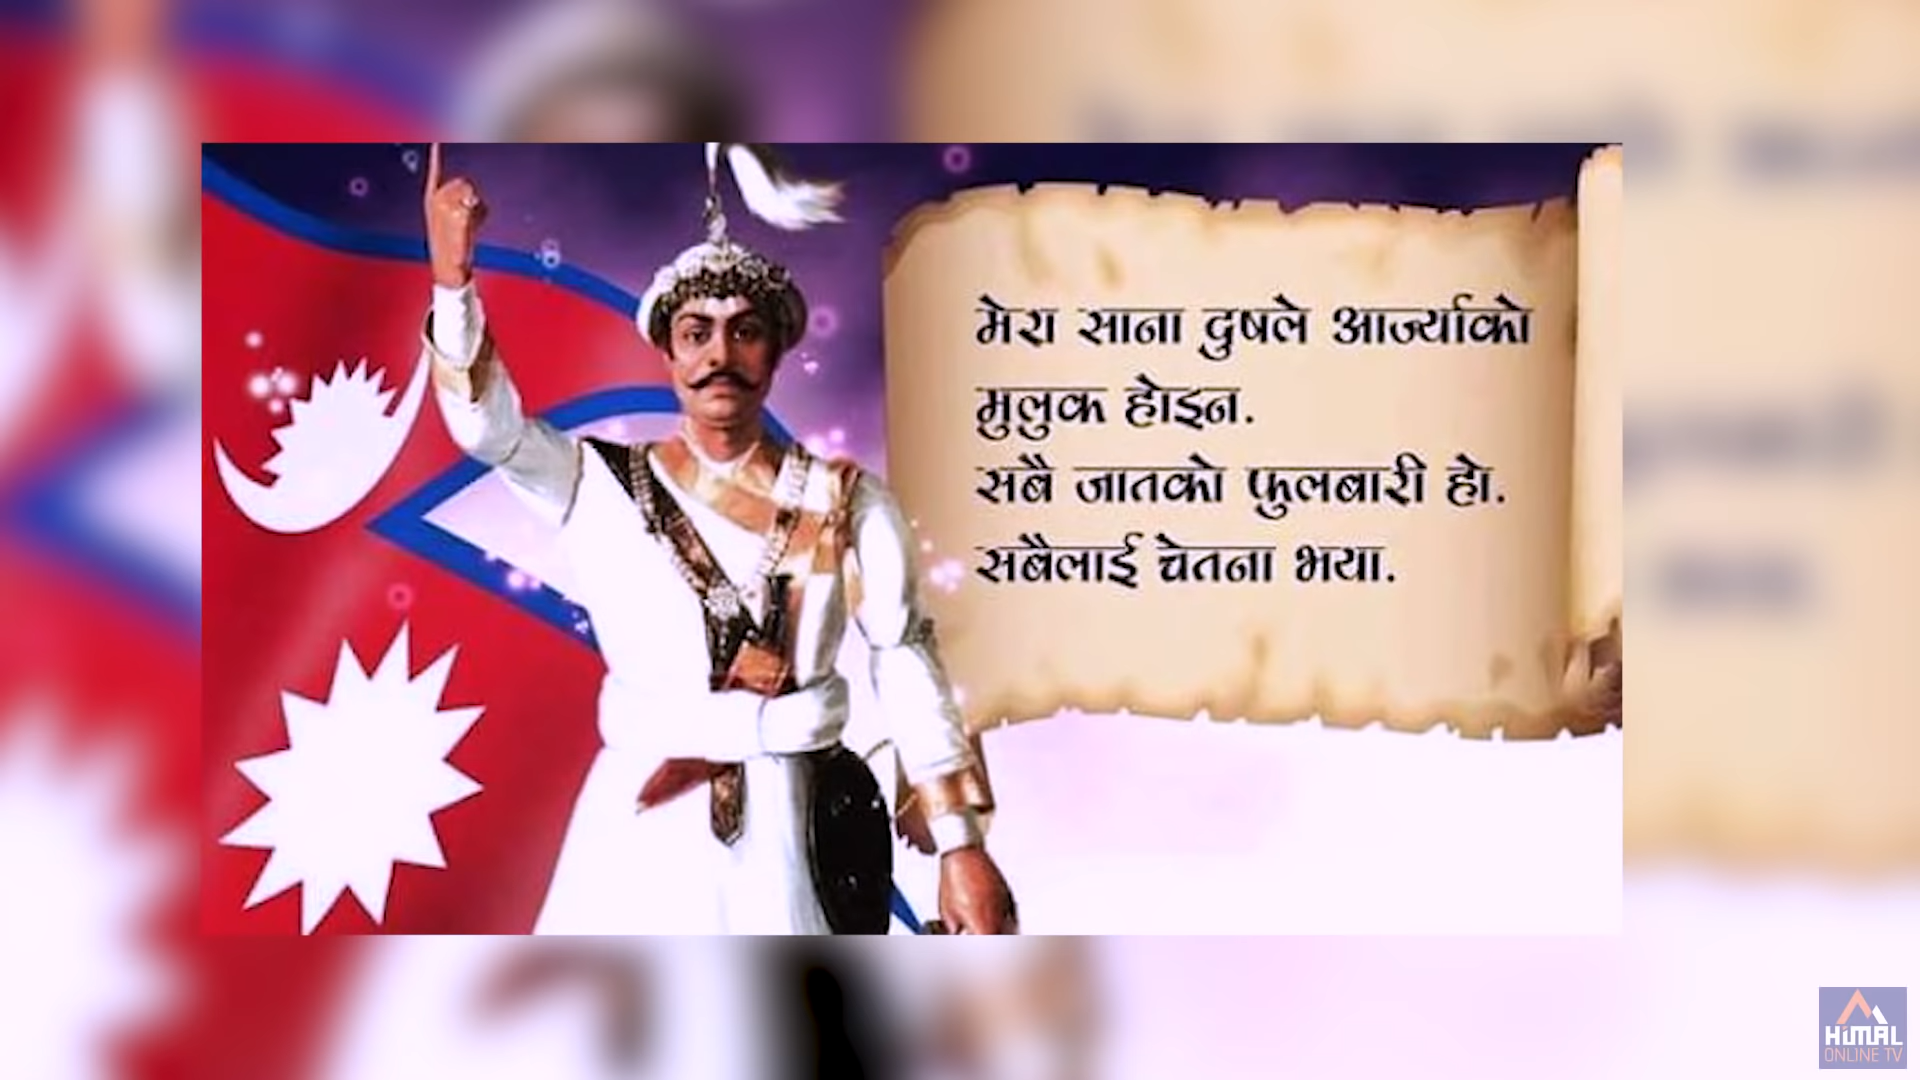 मेरा साना दुषले आर्ज्याको
मुलुक होइन.
सबै जातको फुलबारी हो.
सबैलाई चेतना भया.
HIMAL
ONLINE TV